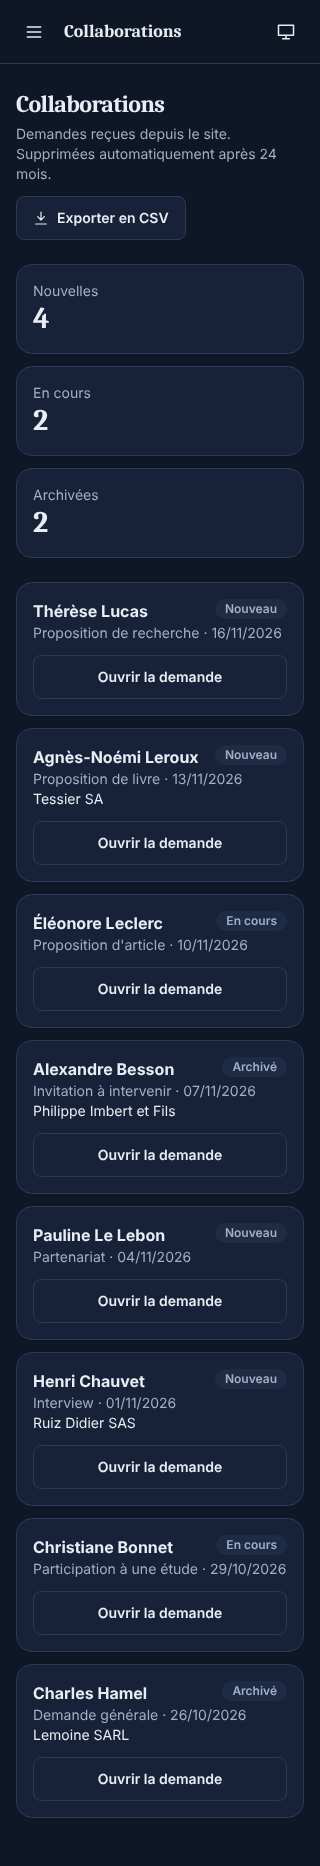 Collaborations
Collaborations
Demandes reçues depuis le site.
Supprimées automatiquement après 24
mois.
Exporter en CSV
Nouvelles
4
En cours
2
Archivées
2
Thérèse Lucas
Nouveau
Proposition de recherche · 16/11/2026
Ouvrir la demande
Agnès-Noémi Leroux
Nouveau
Proposition de livre · 13/11/2026
Tessier SA
Ouvrir la demande
Éléonore Leclerc
En cours
Proposition d'article · 10/11/2026
Ouvrir la demande
Alexandre Besson
Archivé
Invitation à intervenir · 07/11/2026
Philippe Imbert et Fils
Ouvrir la demande
Pauline Le Lebon
Nouveau
Partenariat · 04/11/2026
Ouvrir la demande
Henri Chauvet
Nouveau
Interview · 01/11/2026
Ruiz Didier SAS
Ouvrir la demande
Christiane Bonnet
En cours
Participation à une étude · 29/10/2026
Ouvrir la demande
Charles Hamel
Archivé
Demande générale · 26/10/2026
Lemoine SARL
Ouvrir la demande